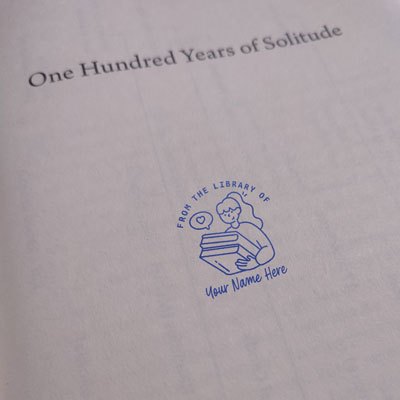 One Hundred Years of Solitude
FROM THE LIBRARY OF
Your Name Here